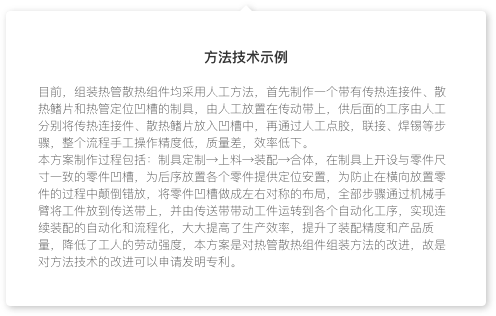 方法技术示例
目前，组装热管散热组件均采用人工方法，首先制作一个带有传热连接件、散
热鳍片和热管定位凹槽的制具，由人工放置在传动带上，供后面的工序由人工
分别将传热连接件、散热鳍片放入凹槽中，再通过人工点胶，联接、焊锡等步
骤，整个流程手工操作精度低，质量差，效率低下。
本方案制作过程包括：制具定制→上料→装配→合体，在制具上开设与零件尺
寸一致的零件凹槽，为后序放置各个零件提供定位安置，为防止在横向放置零
件的过程中颠倒错放，将零件凹槽做成左右对称的布局，全部步骤通过机械手
臂将工件放到传送带上，并由传送带带动工件运转到各个自动化工序，实现连
续装配的自动化和流程化，大大提高了生产效率，提升了装配精度和产品质
量，降低了工人的劳动强度，本方案是对热管散热组件组装方法的改进，故是
对方法技术的改进可以申请发明专利。